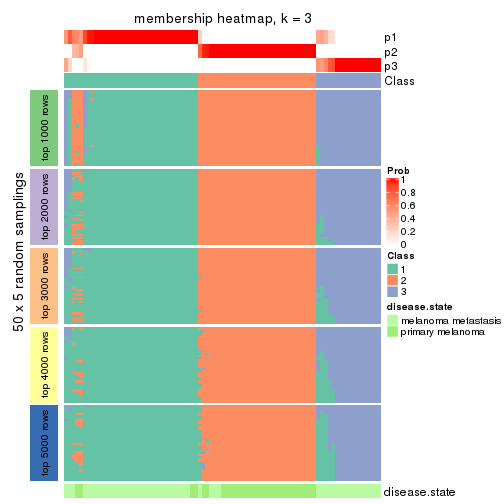 membership heatmap, k = 3
p1
p2
p3
Class
50 x 5 random samplings
top 1000 rows
top 2000 rows
top 3000 rows
top 4000 rows
top 5000 rows
Prob
1
0.8
0.6
0.4
0.2
0
Class
1
2
3
disease.state
melanoma metastasis
primary melanoma
disease.state